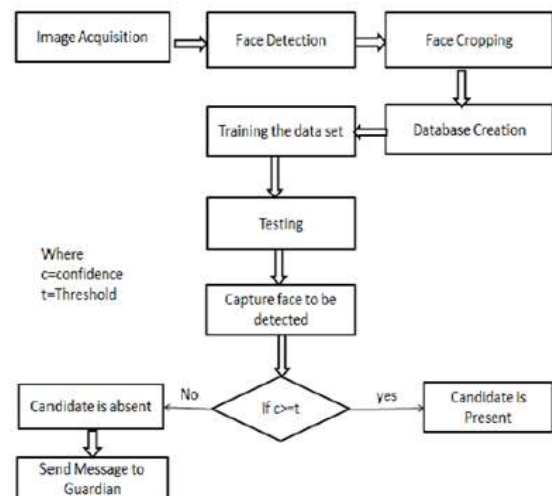 Image Acquisition
Face Detection
Face Cropping
Training the data set
Database Creation
Testing
Where
c=confidence
t=Threshold
Capture face to be
detected
No
yes
If c>=t
Candidate is absent
Candidate is
Present
Send Message to
Guardian